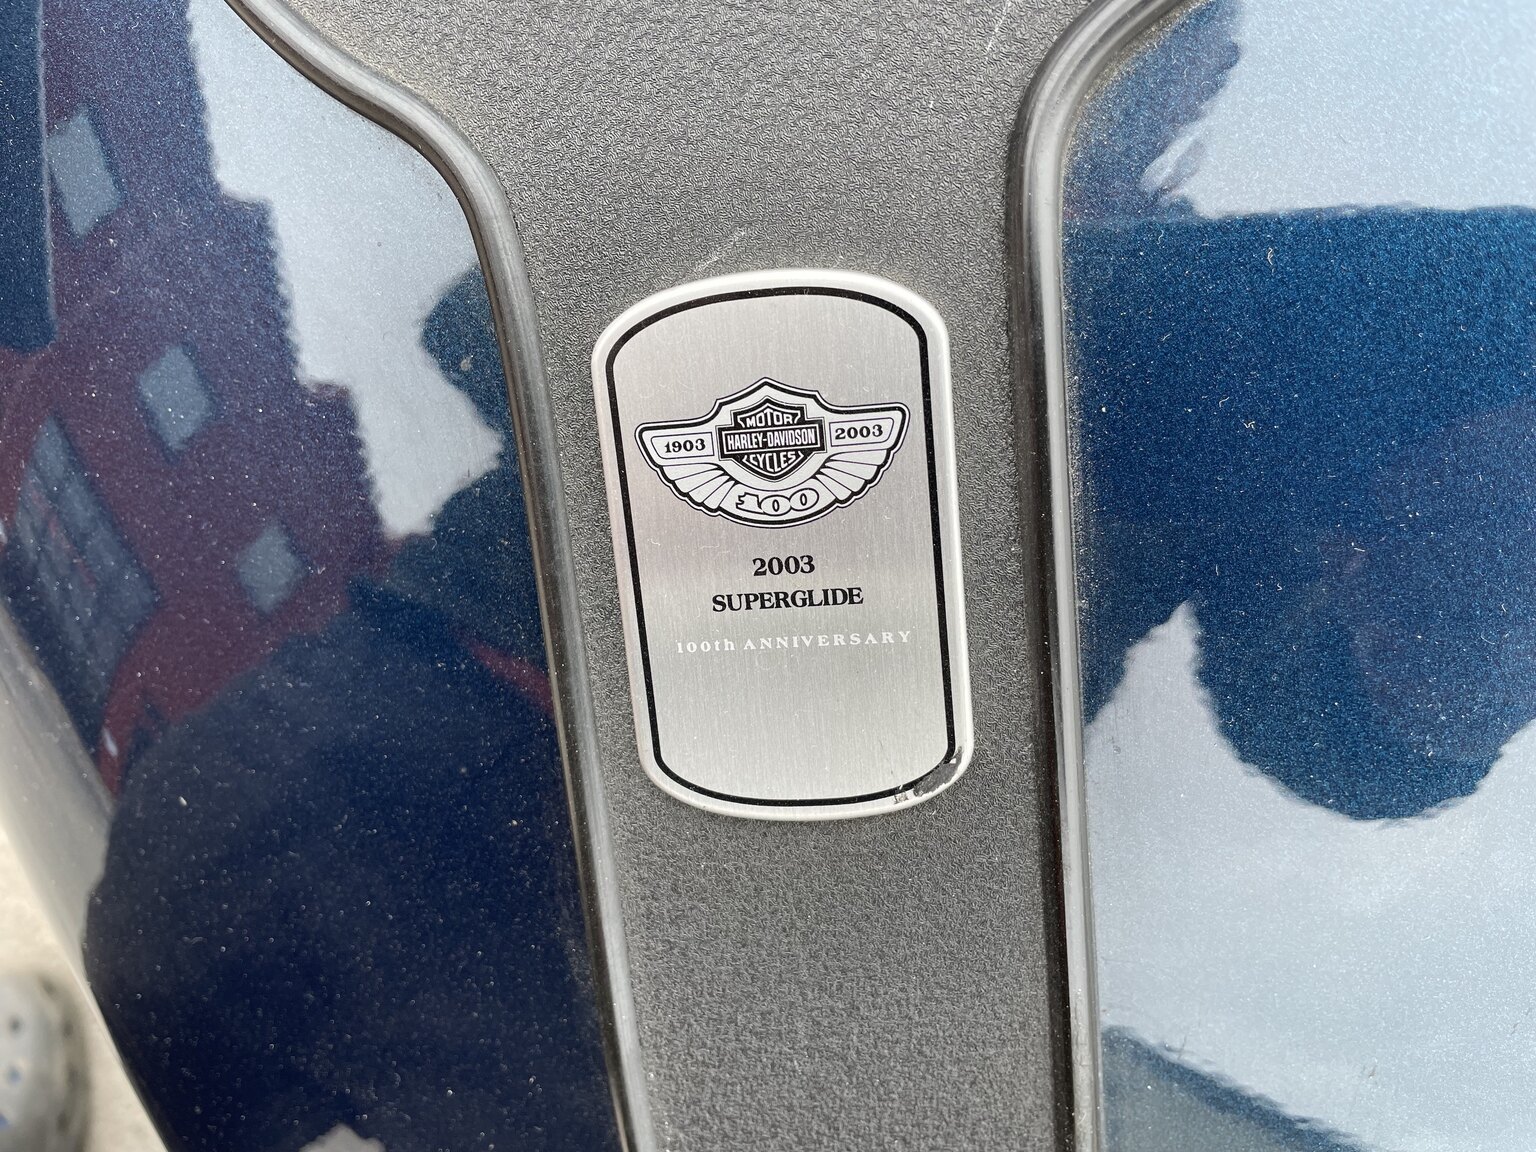 MOTOR
1903 HARLEY-DAVIDSON 2003
CYCLES
100
2003
SUPERGLIDE
100th ANNIVERSARY